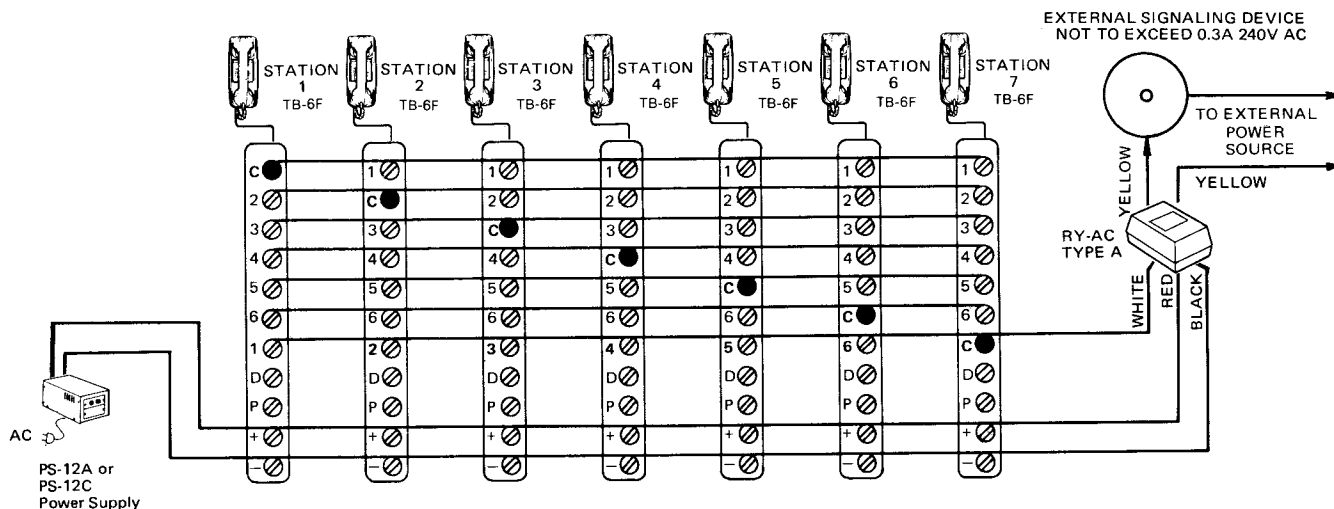 EXTERNAL SIGNALING DEVICE
NOT TO EXCEED 0.3A 240V AC
STATION
1
TB-6F
STATION
2
TB-6F
STATION
3
TB-6F
STATION
4
TB-6F
STATION
5
TB-6F
STATION
6
TB-6F
STATION
7
TB-6F
TO EXTERNAL
POWER
SOURCE
YELLOW
YELLOW
RY-AC
TYPE A
WHITE
RED
BLACK
C 1 1 1 1 1 1
2 C 2 2 2 2 2
3 3 C 3 3 3 3
4 4 4 C 4 4 4
5 5 5 5 C 5 5
6 6 6 6 6 C 6
1 2 3 4 5 6 C
D D D D D D D
P P P P P P P
+ + + + + + +
− − − − − − −
AC
PS-12A or
PS-12C
Power Supply